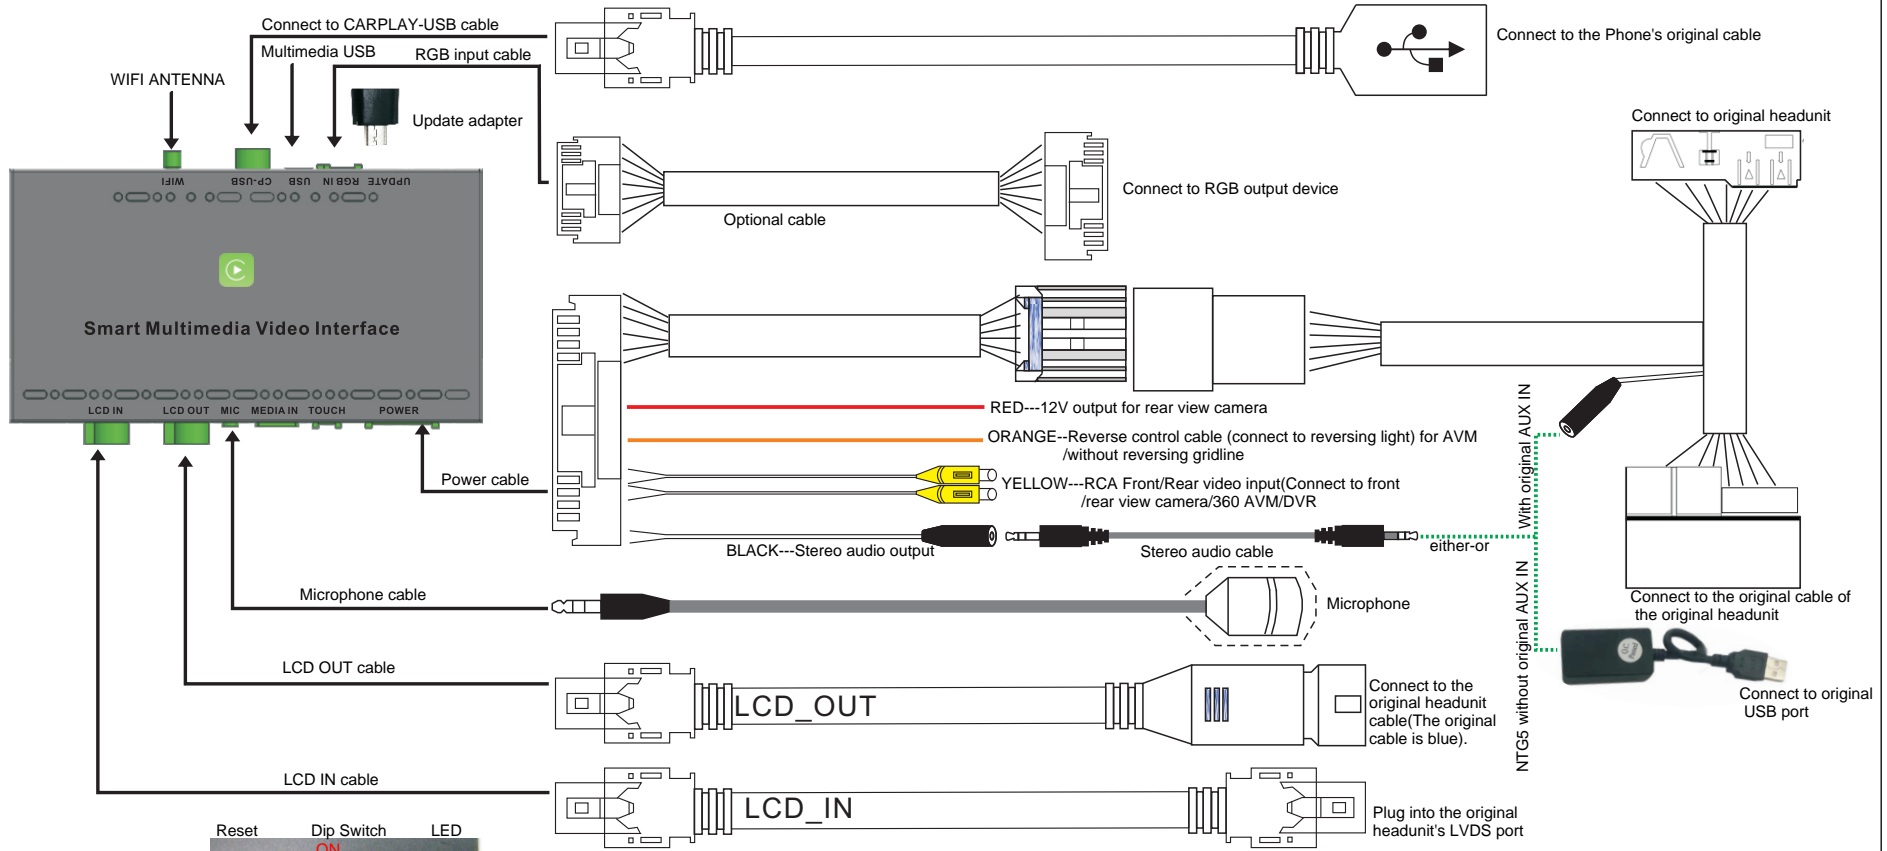 Connect to CARPLAY-USB cable
Multimedia USB
RGB input cable
WIFI ANTENNA
Update adapter
Connect to the Phone's original cable
Connect to original headunit
WIFI
CP-USB
USB
RGB IN
UPDATE
Connect to RGB output device
Optional cable
Smart Multimedia Video Interface
LCD IN
LCD OUT
MIC
MEDIA IN
TOUCH
POWER
RED---12V output for rear view camera
ORANGE--Reverse control cable (connect to reversing light) for AVM
/without reversing gridline
Power cable
YELLOW---RCA Front/Rear video input(Connect to front
/rear view camera/360 AVM/DVR
BLACK---Stereo audio output
Stereo audio cable
either-or
With original AUX IN
NTG5 without original AUX IN
Connect to the original cable of
the original headunit
Microphone cable
Microphone
LCD OUT cable
LCD_OUT
Connect to the
original headunit
cable(The original
cable is blue).
Connect to original
USB port
LCD IN cable
LCD_IN
Plug into the original
headunit's LVDS port
Reset
Dip Switch
LED
ON